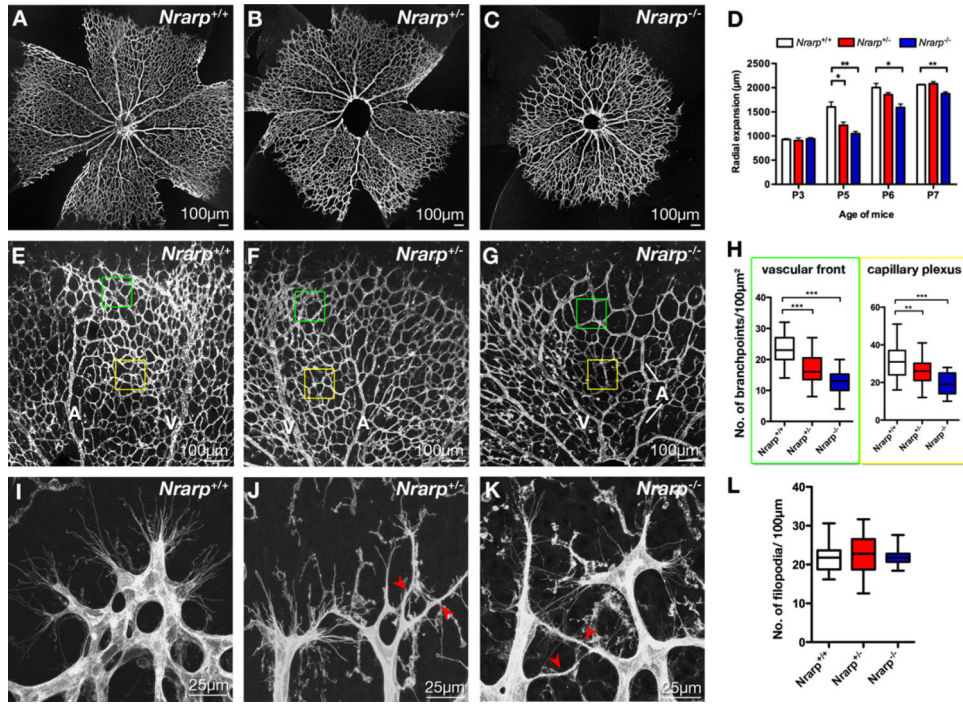 A
Nrarp+/+
100µm
B
Nrarp+/-
100µm
C
Nrarp-/-
100µm
D
Nrarp+/+ Nrarp+/- Nrarp-/-
Radial expansion (µm)
2500
2000
1500
1000
500
0
**
*
*
**
P3 P5 P6 P7
Age of mice
E
Nrarp+/+
A
V
100µm
F
Nrarp+/-
V
A
100µm
G
Nrarp-/-
V
A
100µm
H
vascular front
capillary plexus
No. of branchpoints/100µm²
***
***
40
30
20
10
0
Nrarp+/+
Nrarp+/-
Nrarp-/-
***
**
60
40
20
0
Nrarp+/+
Nrarp+/-
Nrarp-/-
I
Nrarp+/+
25µm
J
Nrarp+/-
25µm
K
Nrarp-/-
25µm
L
No. of filopodia/ 100µm
40
30
20
10
0
Nrarp+/+
Nrarp+/-
Nrarp-/-